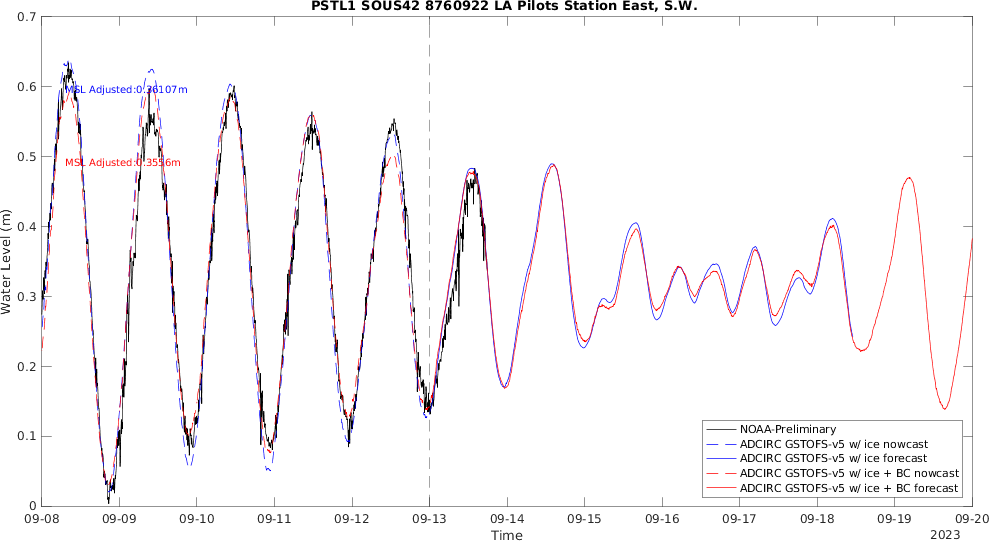 PSTL1 SOUS42 8760922 LA Pilots Station East, S.W.
0.7
0.6
0.5
0.4
0.3
0.2
0.1
0
Water Level (m)
MSL Adjusted:0.36107m
MSL Adjusted:0.3556m
NOAA-Preliminary
ADCIRC GSTOFS-v5 w/ ice nowcast
ADCIRC GSTOFS-v5 w/ ice forecast
ADCIRC GSTOFS-v5 w/ ice + BC nowcast
ADCIRC GSTOFS-v5 w/ ice + BC forecast
09-08 09-09 09-10 09-11 09-12 09-13 09-14 09-15 09-16 09-17 09-18 09-19 09-20
Time
2023